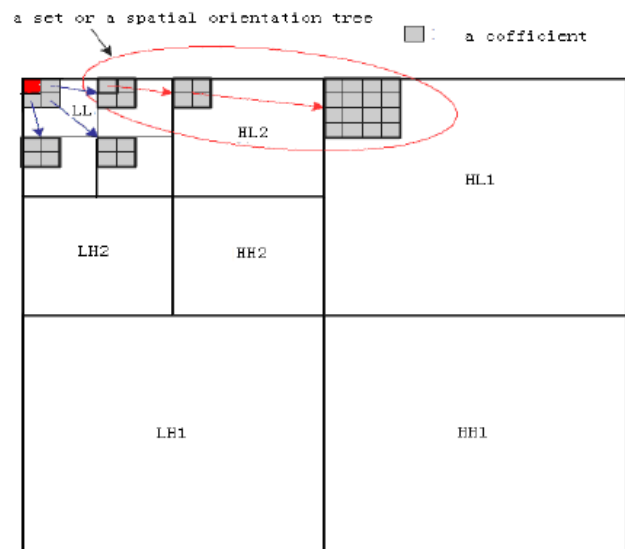 a set or a spatial orientation tree
: a cofficient
LL
HL2
HL1
LH2
HH2
LH1
HH1